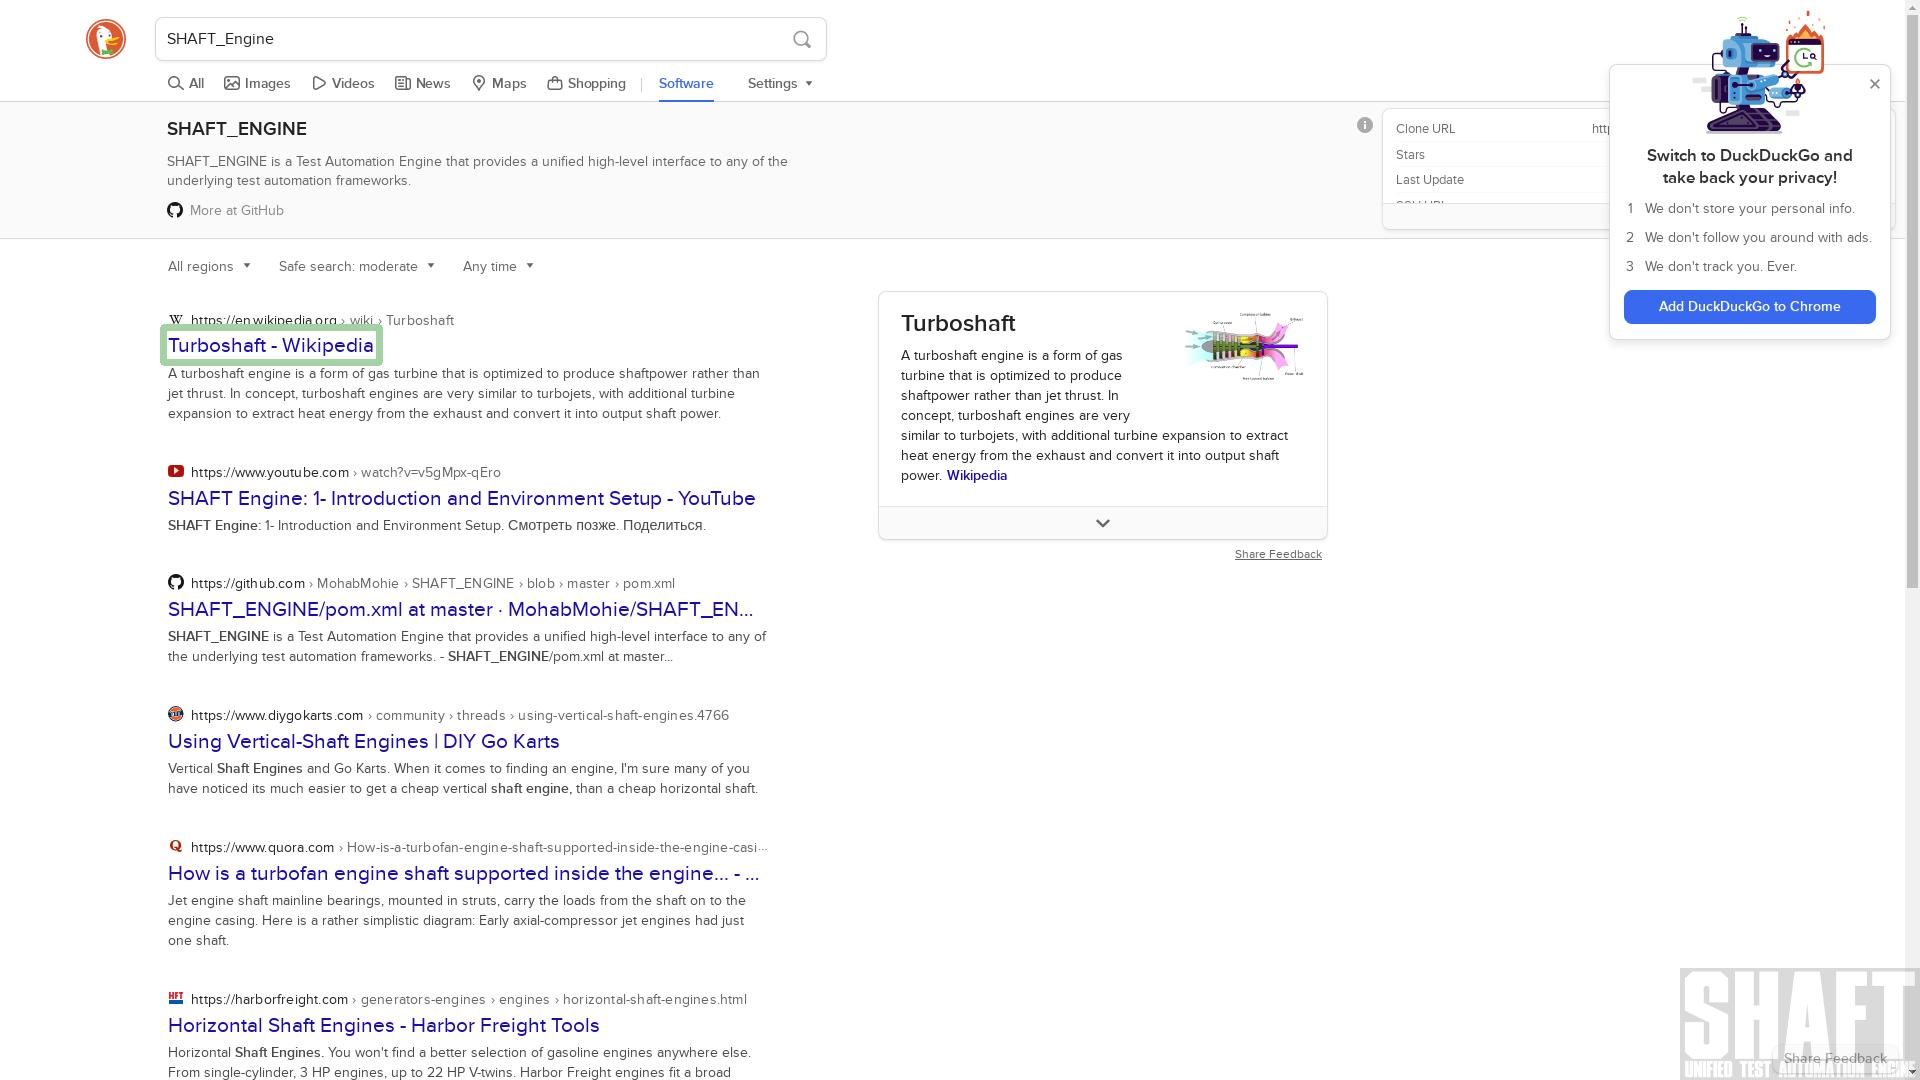 SHAFT_Engine
All Images Videos News Maps Shopping Software Settings
SHAFT_ENGINE
SHAFT_ENGINE is a Test Automation Engine that provides a unified high-level interface to any of the
underlying test automation frameworks.
More at GitHub
Clone URL
Stars
Last Update
Switch to DuckDuckGo and
take back your privacy!
1 We don't store your personal info.
2 We don't follow you around with ads.
3 We don't track you. Ever.
Add DuckDuckGo to Chrome
All regions Safe search: moderate Any time
https://en.wikipedia.org › wiki › Turboshaft
Turboshaft - Wikipedia
A turboshaft engine is a form of gas turbine that is optimized to produce shaftpower rather than
jet thrust. In concept, turboshaft engines are very similar to turbojets, with additional turbine
expansion to extract heat energy from the exhaust and convert it into output shaft power.
https://www.youtube.com › watch?v=v5gMpx-qEro
SHAFT Engine: 1- Introduction and Environment Setup - YouTube
SHAFT Engine: 1- Introduction and Environment Setup. Смотреть позже. Поделиться.
https://github.com › MohabMohie › SHAFT_ENGINE › blob › master › pom.xml
SHAFT_ENGINE/pom.xml at master · MohabMohie/SHAFT_EN...
SHAFT_ENGINE is a Test Automation Engine that provides a unified high-level interface to any of
the underlying test automation frameworks. - SHAFT_ENGINE/pom.xml at master...
https://www.diygokarts.com › community › threads › using-vertical-shaft-engines.4766
Using Vertical-Shaft Engines | DIY Go Karts
Vertical Shaft Engines and Go Karts. When it comes to finding an engine, I'm sure many of you
have noticed its much easier to get a cheap vertical shaft engine, than a cheap horizontal shaft.
https://www.quora.com › How-is-a-turbofan-engine-shaft-supported-inside-the-engine-casi...
How is a turbofan engine shaft supported inside the engine... - ...
Jet engine shaft mainline bearings, mounted in struts, carry the loads from the shaft on to the
engine casing. Here is a rather simplistic diagram: Early axial-compressor jet engines had just
one shaft.
https://harborfreight.com › generators-engines › engines › horizontal-shaft-engines.html
Horizontal Shaft Engines - Harbor Freight Tools
Horizontal Shaft Engines. You won't find a better selection of gasoline engines anywhere else.
From single-cylinder, 3 HP engines, up to 22 HP V-twins. Harbor Freight engines fit a broad
Turboshaft
A turboshaft engine is a form of gas
turbine that is optimized to produce
shaftpower rather than jet thrust. In
concept, turboshaft engines are very
similar to turbojets, with additional turbine expansion to extract
heat energy from the exhaust and convert it into output shaft
power. Wikipedia
Share Feedback
SHAFT
UNIFIED TEST AUTOMATION ENGINE
Share Feedback